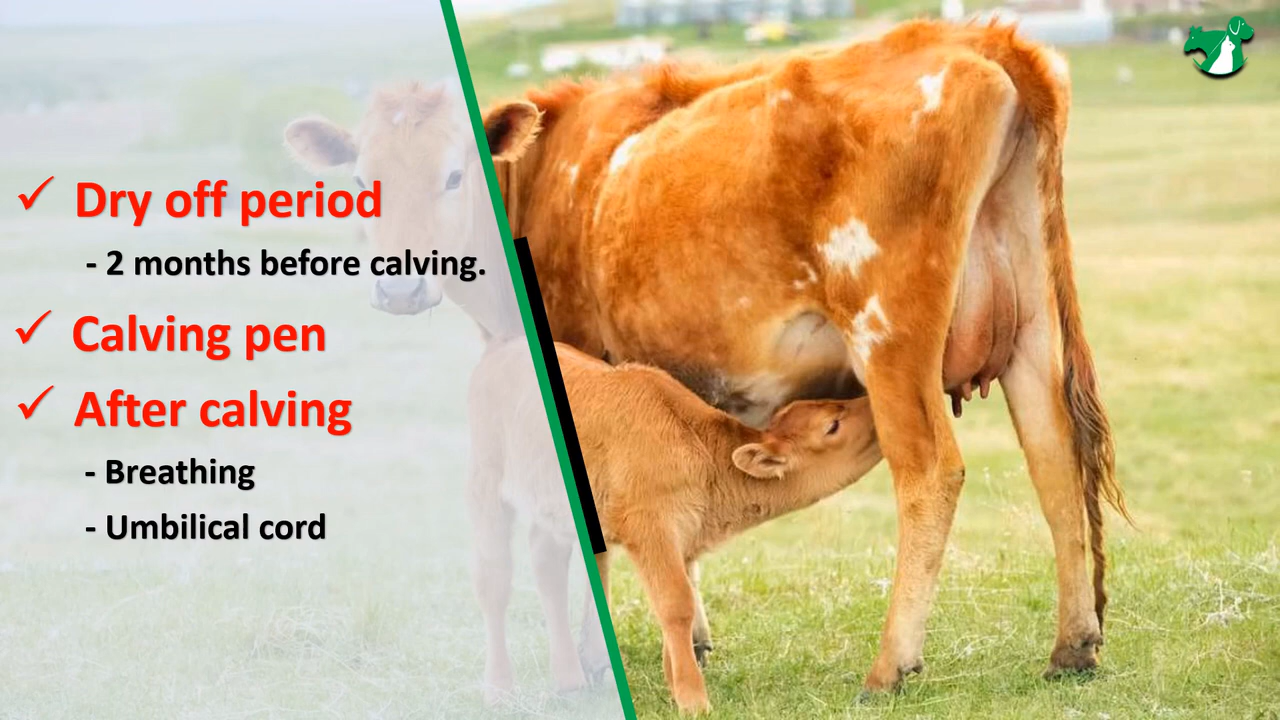 ✓ Dry off period
- 2 months before calving.
✓ Calving pen
✓ After calving
- Breathing
- Umbilical cord